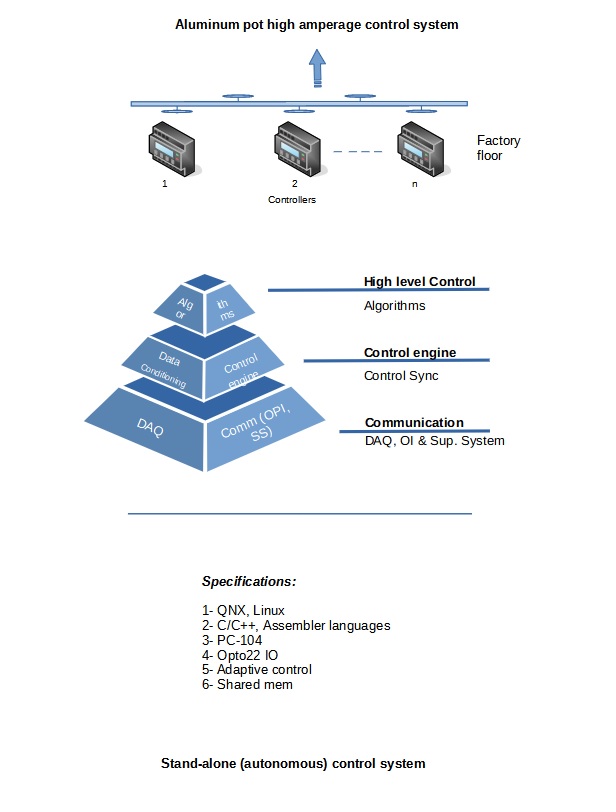 Aluminum pot high amperage control system
Factory
floor
1
2
n
Controllers
High level Control
Algorithms
Alg
or
ith
ms
Control engine
Control Sync
Data
Conditioning
Control
engine
Communication
DAQ, OI & Sup. System
DAQ
Comm (OPI,
SS)
Specifications:
1- QNX, Linux
2- C/C++, Assembler languages
3- PC-104
4- Opto22 IO
5- Adaptive control
6- Shared mem
Stand-alone (autonomous) control system